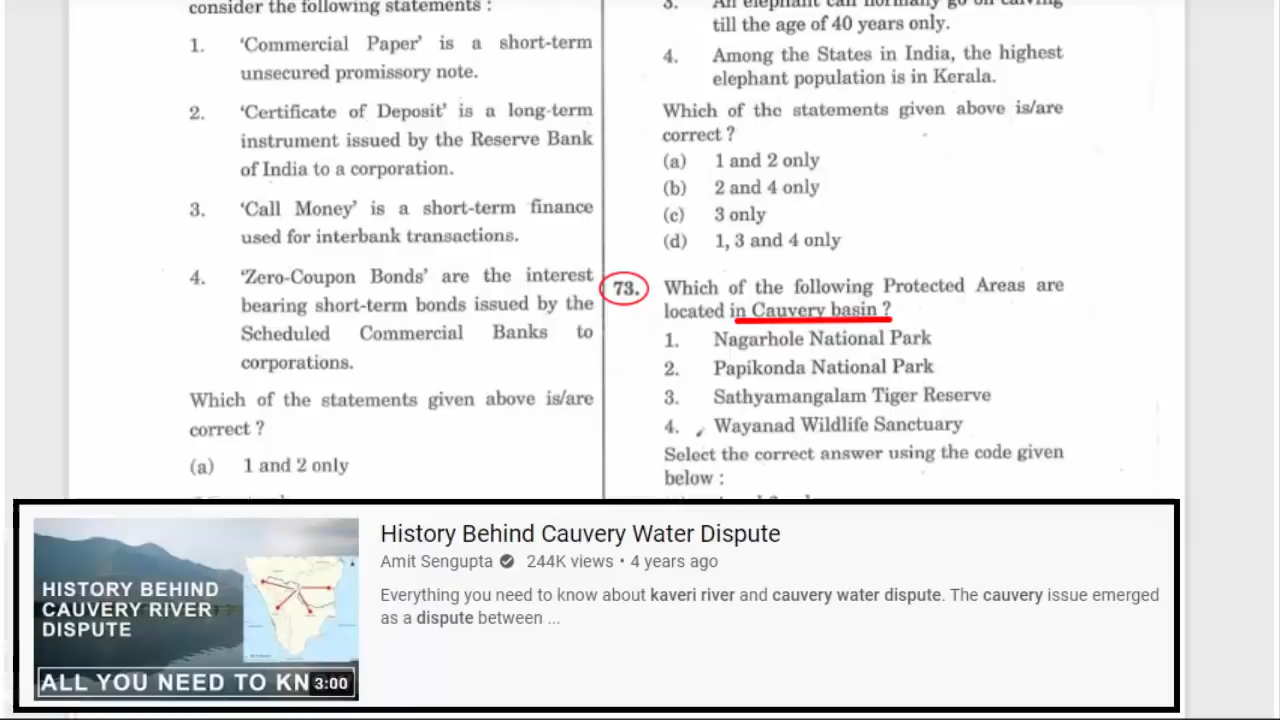 consider the following statements :
1. 'Commercial Paper' is a short-term
unsecured promissory note.
2. 'Certificate of Deposit' is a long-term
instrument issued by the Reserve Bank
of India to a corporation.
3. 'Call Money' is a short-term finance
used for interbank transactions.
4. 'Zero-Coupon Bonds' are the interest
bearing short-term bonds issued by the
Scheduled Commercial Banks to
corporations.
Which of the statements given above is/are
correct ?
(a) 1 and 2 only
3. An elephant can normally go on calving
till the age of 40 years only.
4. Among the States in India, the highest
elephant population is in Kerala.
Which of the statements given above is/are
correct ?
(a) 1 and 2 only
(b) 2 and 4 only
(c) 3 only
(d) 1, 3 and 4 only
73. Which of the following Protected Areas are
located in Cauvery basin ?
1. Nagarhole National Park
2. Papikonda National Park
3. Sathyamangalam Tiger Reserve
4. Wayanad Wildlife Sanctuary
Select the correct answer using the code given
below :
HISTORY BEHIND
CAUVERY RIVER
DISPUTE
ALL YOU NEED TO KN
3:00
History Behind Cauvery Water Dispute
Amit Sengupta 244K views • 4 years ago
Everything you need to know about kaveri river and cauvery water dispute. The cauvery issue emerged
as a dispute between ...